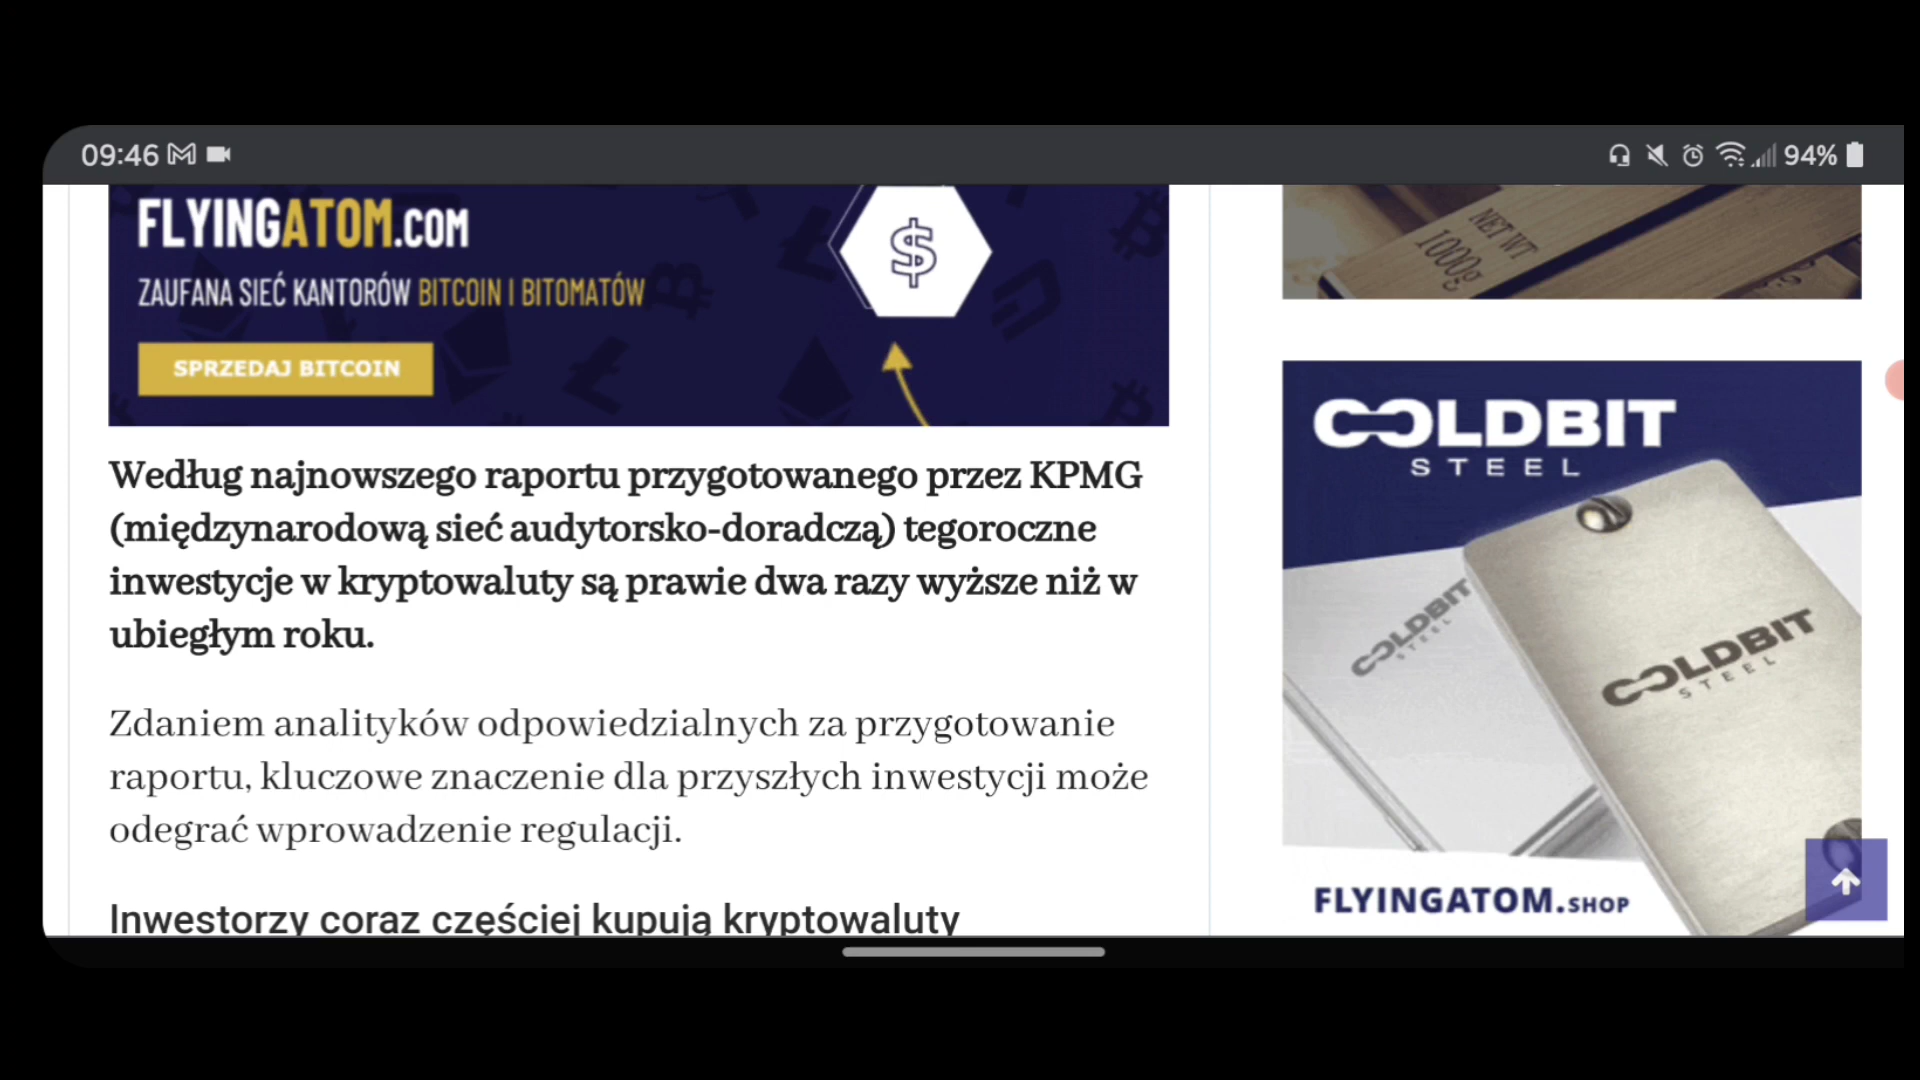 09:46
94%
FLYINGATOM.COM
ZAUFANA SIEĆ KANTORÓW BITCOIN I BITOMATÓW
SPRZEDAJ BITCOIN
$
Według najnowszego raportu przygotowanego przez KPMG
(międzynarodową sieć audytorsko-doradczą) tegoroczne
inwestycje w kryptowaluty są prawie dwa razy wyższe niż w
ubiegłym roku.
Zdaniem analityków odpowiedzialnych za przygotowanie
raportu, kluczowe znaczenie dla przyszłych inwestycji może
odegrać wprowadzenie regulacji.
Inwestorzy coraz częściej kupują kryptowaluty
NET WT
1000g
COLDBIT
STEEL
COLDBIT
STEEL
COLDBIT
STEEL
FLYINGATOM.SHOP